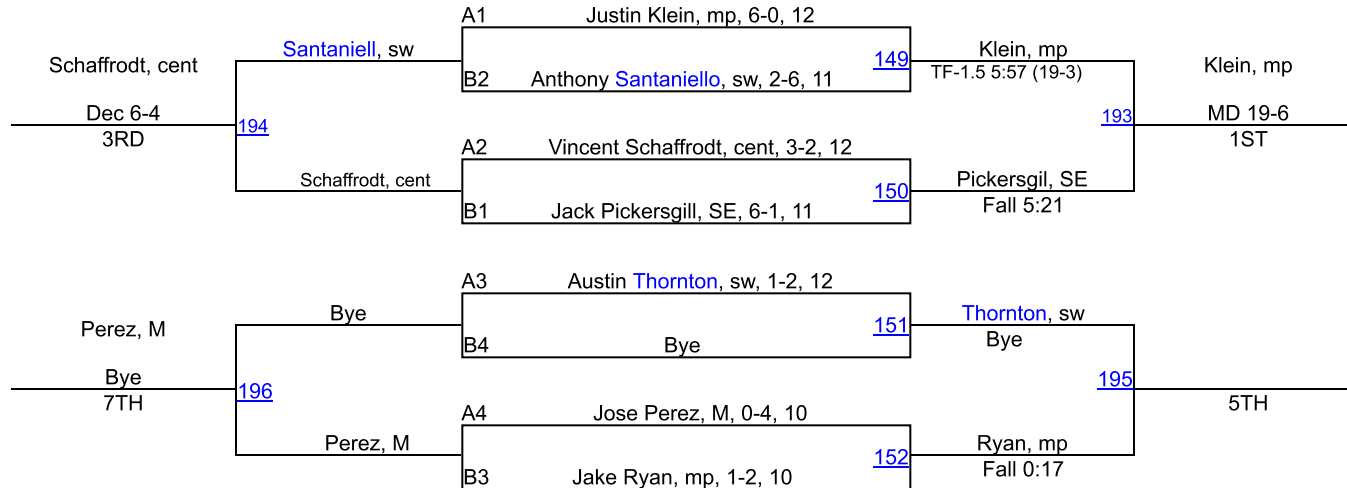 A1 Justin Klein, mp, 6-0, 12
Santaniell, sw
149
Klein, mp
Schaffrodt, cent
Klein, mp
B2 Anthony Santaniello, sw, 2-6, 11
TF-1.5 5:57 (19-3)
Dec 6-4
194
193
MD 19-6
3RD
1ST
A2 Vincent Schaffrodt, cent, 3-2, 12
Schaffrodt, cent
150
Pickersgil, SE
B1 Jack Pickersgill, SE, 6-1, 11
Fall 5:21
A3 Austin Thornton, sw, 1-2, 12
Bye
151
Thornton, sw
Perez, M
B4 Bye
Bye
Bye
196
195
7TH
5TH
A4 Jose Perez, M, 0-4, 10
Perez, M
152
Ryan, mp
B3 Jake Ryan, mp, 1-2, 10
Fall 0:17